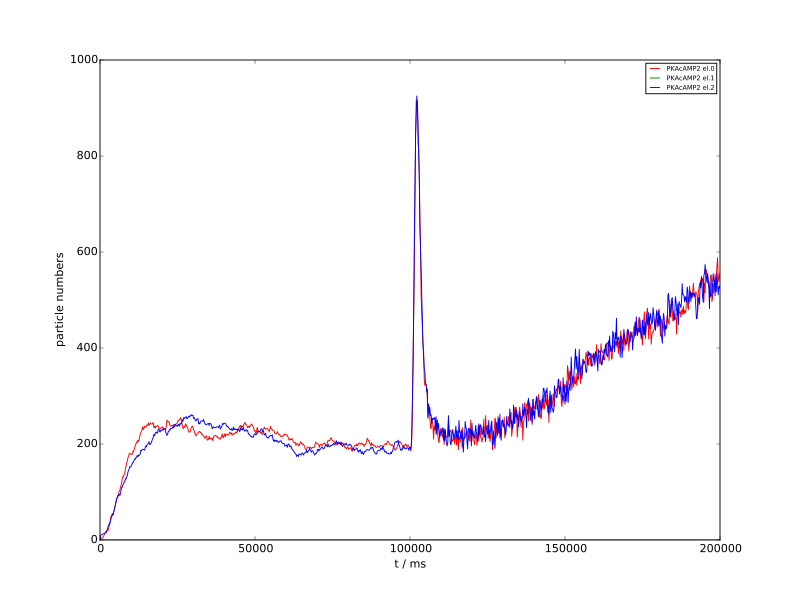 1000
800
600
400
200
0
particle numbers
PKAcAMP2 el.0
PKAcAMP2 el.1
PKAcAMP2 el.2
0 50000 100000 150000 200000
t / ms